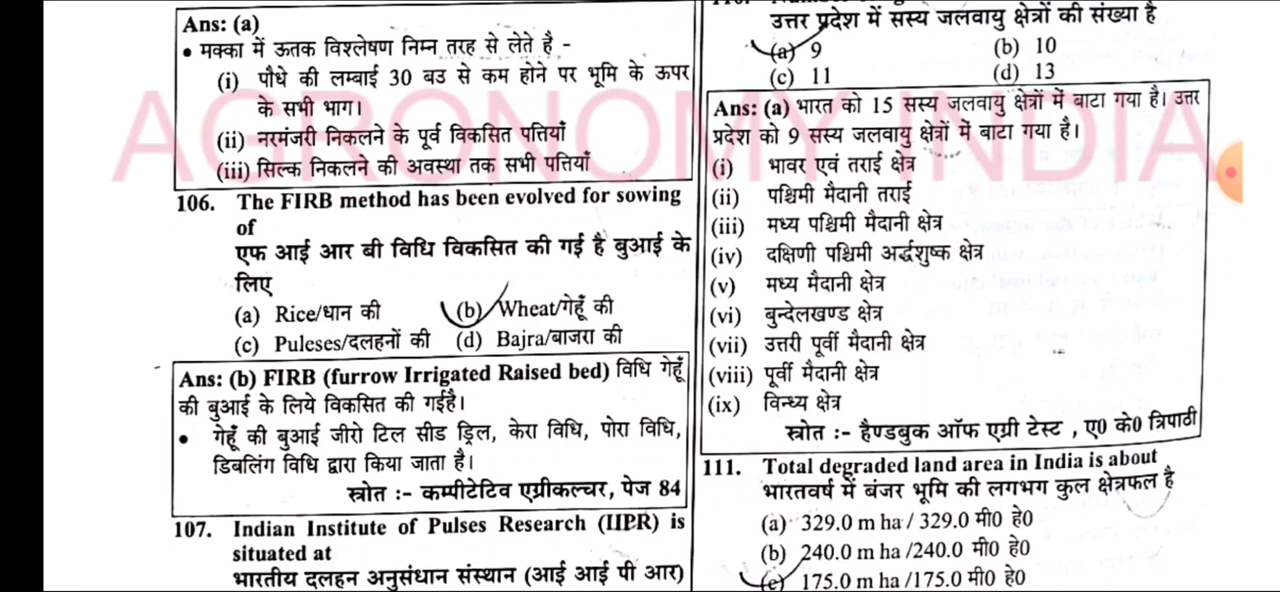 Ans: (a)
• मक्का में ऊतक विश्लेषण निम्न तरह से लेते है -
(i) पौधे की लम्बाई 30 बउ से कम होने पर भूमि के ऊपर
के सभी भाग।
(ii) नरमंजरी निकलने के पूर्व विकसित पत्तियाँ
(iii) सिल्क निकलने की अवस्था तक सभी पत्तियाँ
106. The FIRB method has been evolved for sowing
of
एफ आई आर बी विधि विकसित की गई है बुआई के
लिए
(a) Rice/धान की (b) Wheat/गेहूँ की
(c) Puleses/दलहनों की (d) Bajra/बाजरा की
Ans: (b) FIRB (furrow Irrigated Raised bed) विधि गेहूँ
की बुआई के लिये विकसित की गईहै।
• गेहूँ की बुआई जीरो टिल सीड ड्रिल, केरा विधि, पोरा विधि,
डिबलिंग विधि द्वारा किया जाता है।
स्त्रोत :- कम्पीटेटिव एग्रीकल्चर, पेज 84
107. Indian Institute of Pulses Research (IIPR) is
situated at
भारतीय दलहन अनुसंधान संस्थान (आई आई पी आर)
उत्तर प्रदेश में सस्य जलवायु क्षेत्रों की संख्या है
(a) 9 (b) 10
(c) 11 (d) 13
Ans: (a) भारत को 15 सस्य जलवायु क्षेत्रों में बाटा गया है। उत्तर
प्रदेश को 9 सस्य जलवायु क्षेत्रों में बाटा गया है।
(i) भावर एवं तराई क्षेत्र
(ii) पश्चिमी मैदानी तराई
(iii) मध्य पश्चिमी मैदानी क्षेत्र
(iv) दक्षिणी पश्चिमी अर्द्धशुष्क क्षेत्र
(v) मध्य मैदानी क्षेत्र
(vi) बुन्देलखण्ड क्षेत्र
(vii) उत्तरी पूर्वी मैदानी क्षेत्र
(viii) पूर्वी मैदानी क्षेत्र
(ix) विन्ध्य क्षेत्र
स्त्रोत :- हैण्डबुक ऑफ एग्री टेस्ट , ए0 के0 त्रिपाठी
111. Total degraded land area in India is about
भारतवर्ष में बंजर भूमि की लगभग कुल क्षेत्रफल है
(a) 329.0 m ha / 329.0 मी0 हे0
(b) 240.0 m ha /240.0 मी0 हे0
(c) 175.0 m ha /175.0 मी0 हे0
AGRONOMY INDIA